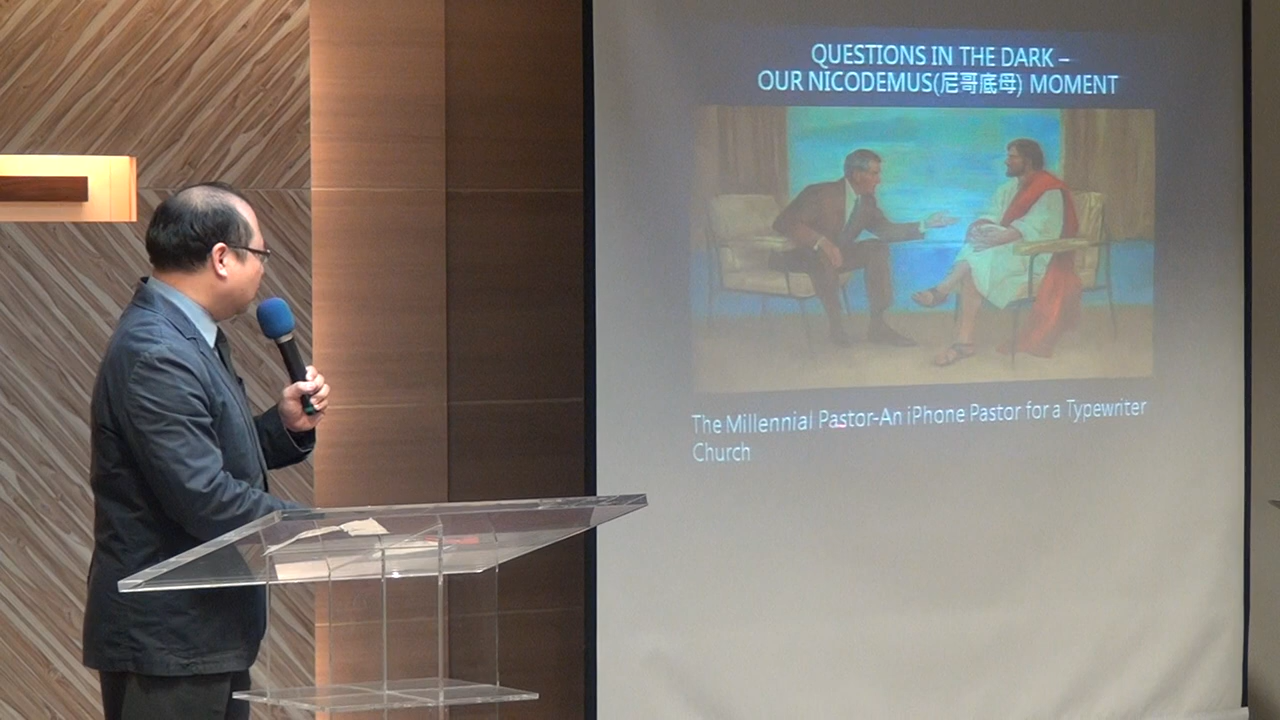 QUESTIONS IN THE DARK –
OUR NICODEMUS(尼哥底母) MOMENT
The Millennial Pastor-An iPhone Pastor for a Typewriter
Church